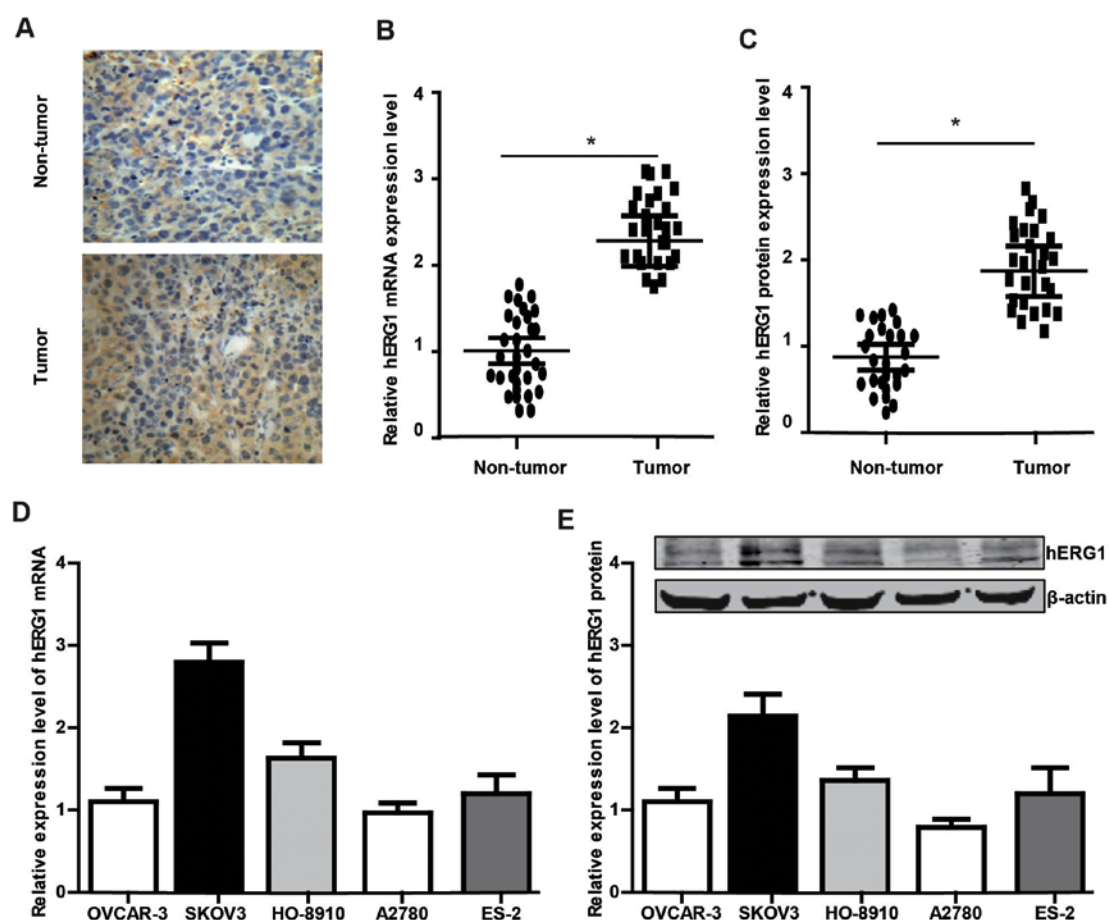 A
Non-tumor
Tumor
B
Relative hERG1 mRNA expression level
4
3
2
1
0
*
Non-tumor
Tumor
C
Relative hERG1 protein expression level
4
3
2
1
0
*
Non-tumor
Tumor
D
Relative expression level of hERG1 mRNA
4
3
2
1
0
OVCAR-3
SKOV3
HO-8910
A2780
ES-2
E
Relative expression level of hERG1 protein
4
3
2
1
0
hERG1
β-actin
OVCAR-3
SKOV3
HO-8910
A2780
ES-2